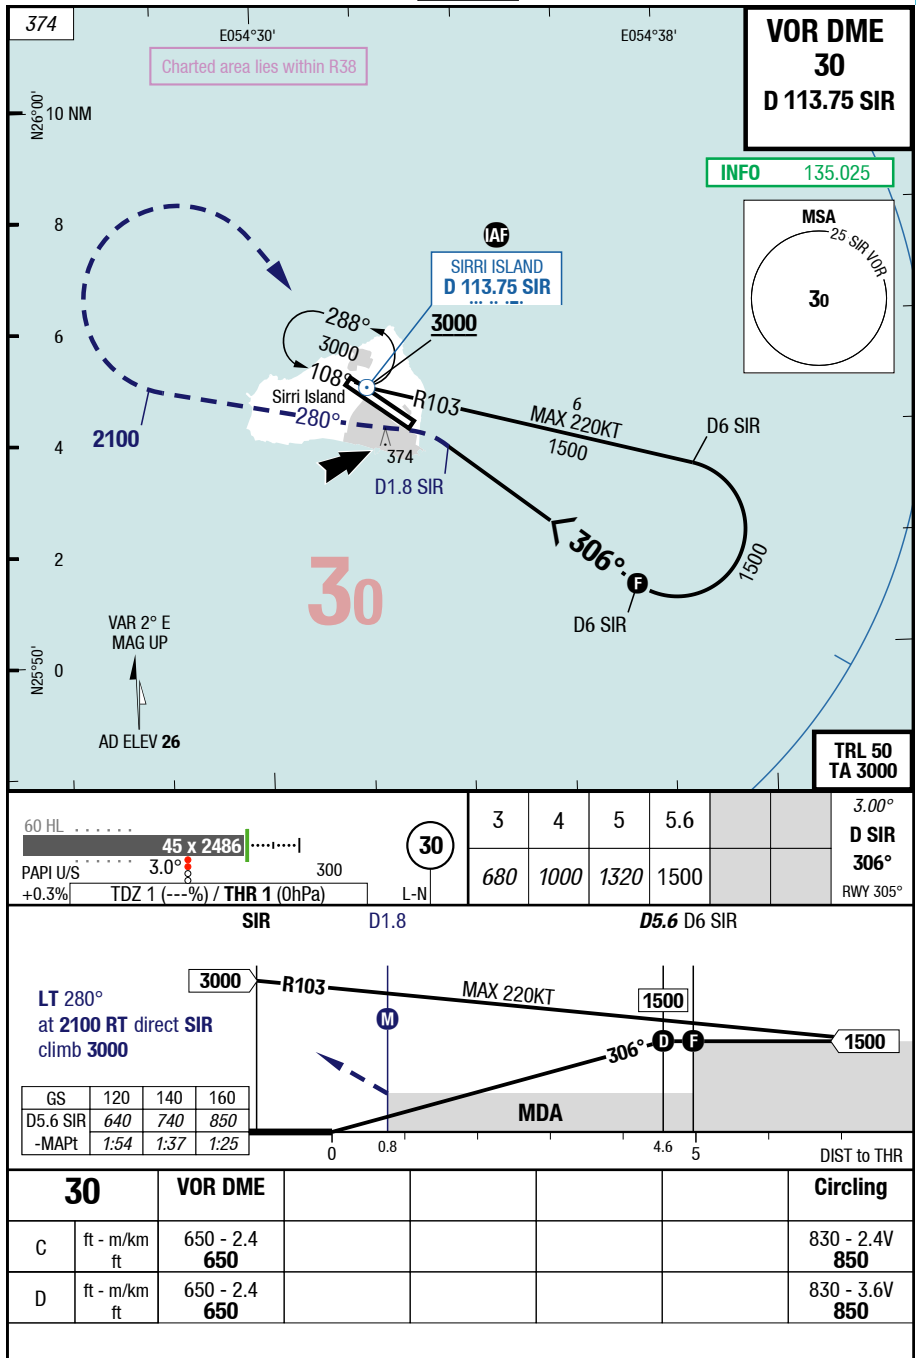 374
E054°30'
E054°38'
VOR DME
30
D 113.75 SIR
Charted area lies within R38
N26°00'
10 NM
INFO 135.025
MSA
25 SIR VOR
30
8
IAF
SIRRI ISLAND
D 113.75 SIR
6
288°
3000
3000
108°
Sirri Island
280°
R103
6
MAX 220KT
1500
D6 SIR
2100
4
374
D1.8 SIR
306°
1500
2
F
D6 SIR
30
VAR 2° E
MAG UP
N25°50'
0
AD ELEV 26
TRL 50
TA 3000
60 HL
45 x 2486
PAPI U/S
3.0°
300
+0.3%
TDZ 1 (---%) / THR 1 (0hPa)
30
L-N
3 4 5 5.6
680 1000 1320 1500
3.00°
D SIR
306°
RWY 305°
SIR D1.8 D5.6 D6 SIR
3000
R103
MAX 220KT
1500
LT 280°
at 2100 RT direct SIR
climb 3000
M
306°
D
F
1500
GS 120 140 160
D5.6 SIR 640 740 850
-MAPt 1:54 1:37 1:25
MDA
0 0.8 4.6 5 DIST to THR
30 VOR DME Circling
C ft - m/km 650 - 2.4 830 - 2.4V
ft 650 850
D ft - m/km 650 - 2.4 830 - 3.6V
ft 650 850